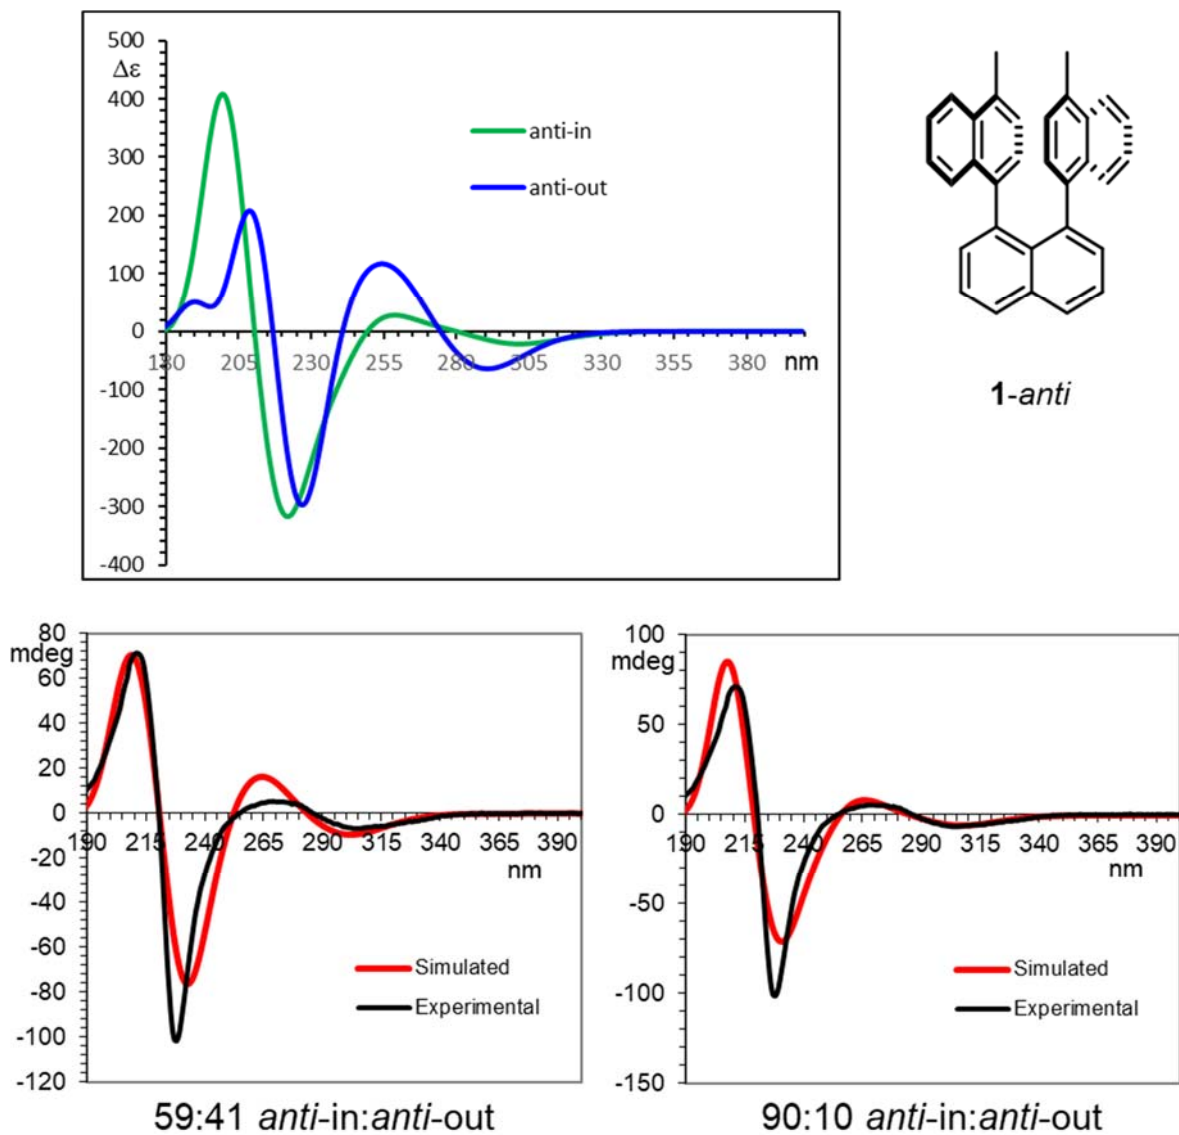 500
Δε
400
300
200
100
0
-100
-200
-300
-400
180 205 230 255 280 305 330 355 380 nm
anti-in
anti-out
1-anti
80
mdeg
60
40
20
0
-20
-40
-60
-80
-100
-120
190 215 240 265 290 315 340 365 390
nm
Simulated
Experimental
59:41 anti-in:anti-out
100
mdeg
50
0
-50
-100
-150
190 215 240 265 290 315 340 365 390
nm
Simulated
Experimental
90:10 anti-in:anti-out